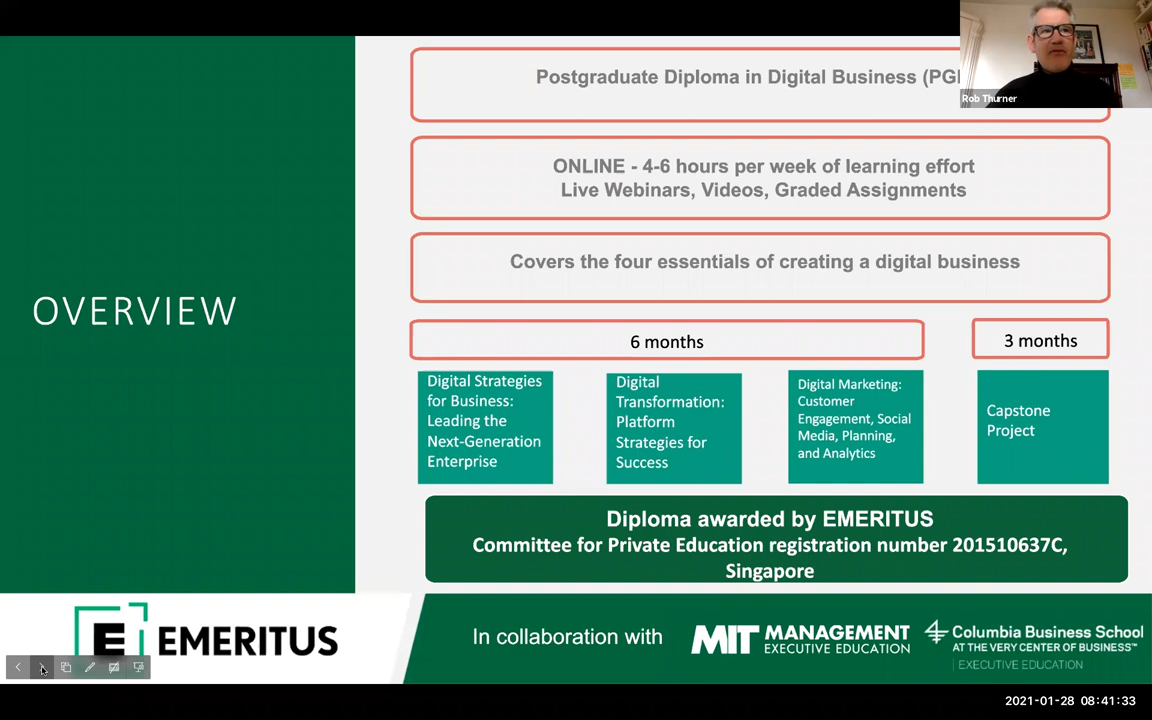 Postgraduate Diploma in Digital Business (PG
Rob Thurner
ONLINE - 4-6 hours per week of learning effort
Live Webinars, Videos, Graded Assignments
Covers the four essentials of creating a digital business
OVERVIEW
6 months
3 months
Digital Strategies
for Business:
Leading the
Next-Generation
Enterprise
Digital
Transformation:
Platform
Strategies for
Success
Digital Marketing:
Customer
Engagement, Social
Media, Planning,
and Analytics
Capstone
Project
Diploma awarded by EMERITUS
Committee for Private Education registration number 201510637C,
Singapore
E EMERITUS
In collaboration with
MIT MANAGEMENT
EXECUTIVE EDUCATION
Columbia Business School
AT THE VERY CENTER OF BUSINESS™
EXECUTIVE EDUCATION
2021-01-28 08:41:33